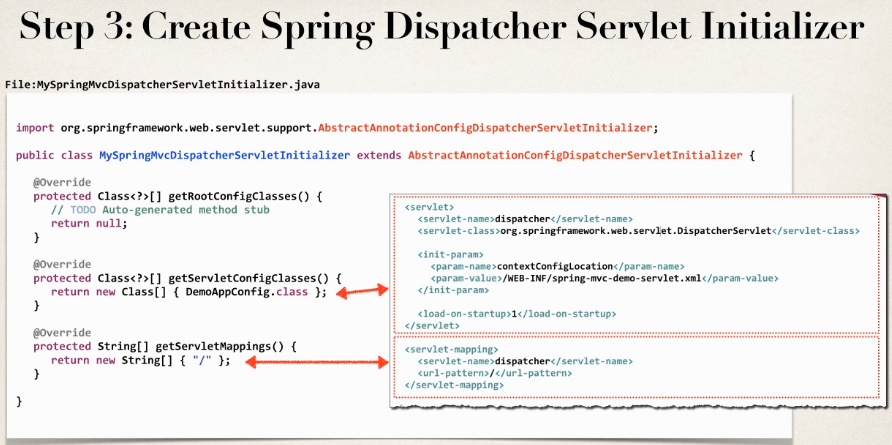 Step 3: Create Spring Dispatcher Servlet Initializer
File:MySpringMvcDispatcherServletInitializer.java
import org.springframework.web.servlet.support.AbstractAnnotationConfigDispatcherServletInitializer;
public class MySpringMvcDispatcherServletInitializer extends AbstractAnnotationConfigDispatcherServletInitializer {
@Override
protected Class<?>[] getRootConfigClasses() {
// TODO Auto-generated method stub
return null;
}
@Override
protected Class<?>[] getServletConfigClasses() {
return new Class[] { DemoAppConfig.class };
}
@Override
protected String[] getServletMappings() {
return new String[] { "/" };
}
}
<servlet>
<servlet-name>dispatcher</servlet-name>
<servlet-class>org.springframework.web.servlet.DispatcherServlet</servlet-class>
<init-param>
<param-name>contextConfigLocation</param-name>
<param-value>/WEB-INF/spring-mvc-demo-servlet.xml</param-value>
</init-param>
<load-on-startup>1</load-on-startup>
</servlet>
<servlet-mapping>
<servlet-name>dispatcher</servlet-name>
<url-pattern>/</url-pattern>
</servlet-mapping>